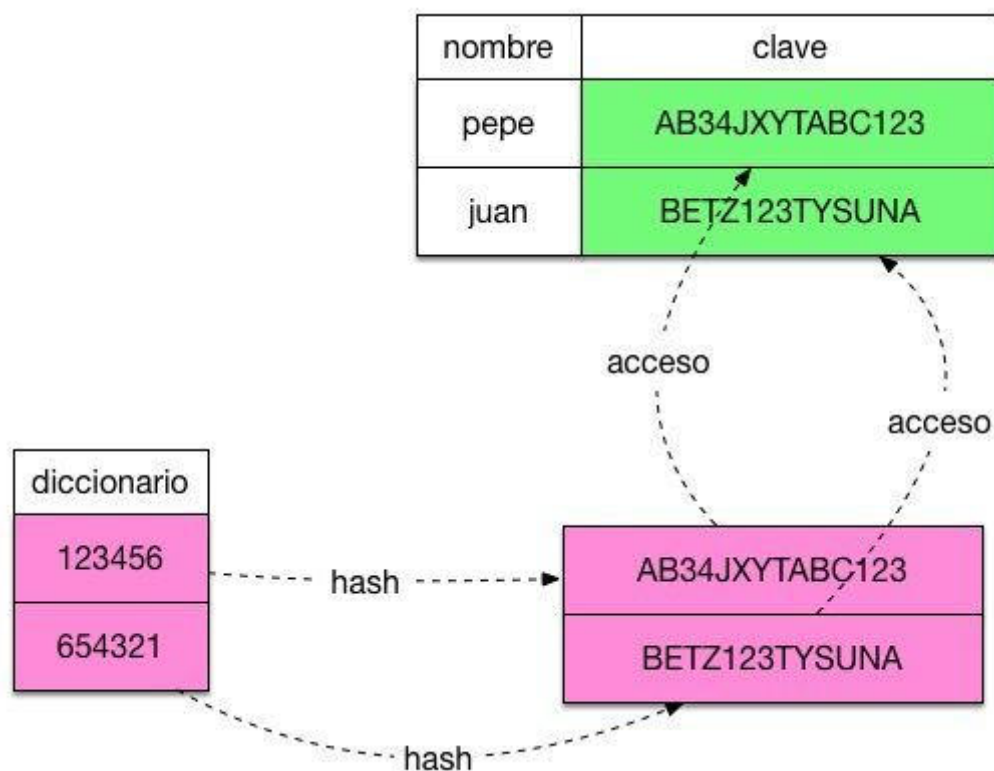 nombre clave
pepe AB34JXYTABC123
juan BETZ123TYSUNA
acceso
acceso
diccionario
123456
654321
hash
hash
AB34JXYTABC123
BETZ123TYSUNA